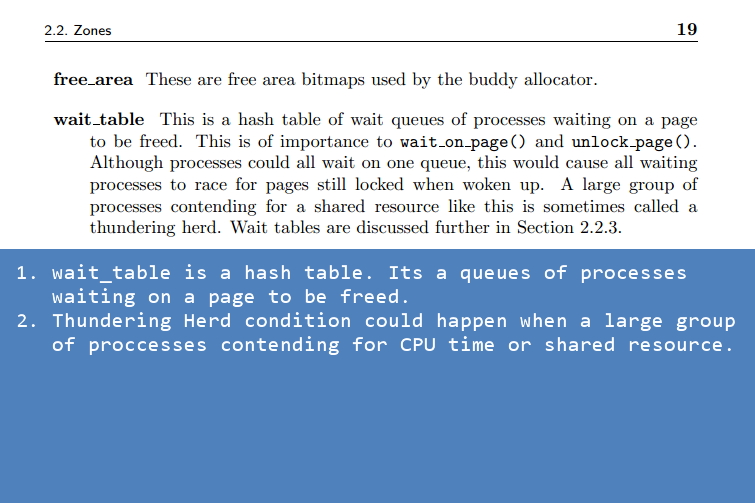 2.2. Zones 19
free_area These are free area bitmaps used by the buddy allocator.
wait_table This is a hash table of wait queues of processes waiting on a page
to be freed. This is of importance to wait_on_page() and unlock_page().
Although processes could all wait on one queue, this would cause all waiting
processes to race for pages still locked when woken up. A large group of
processes contending for a shared resource like this is sometimes called a
thundering herd. Wait tables are discussed further in Section 2.2.3.
1. wait_table is a hash table. Its a queues of processes
waiting on a page to be freed.
2. Thundering Herd condition could happen when a large group
of proccesses contending for CPU time or shared resource.